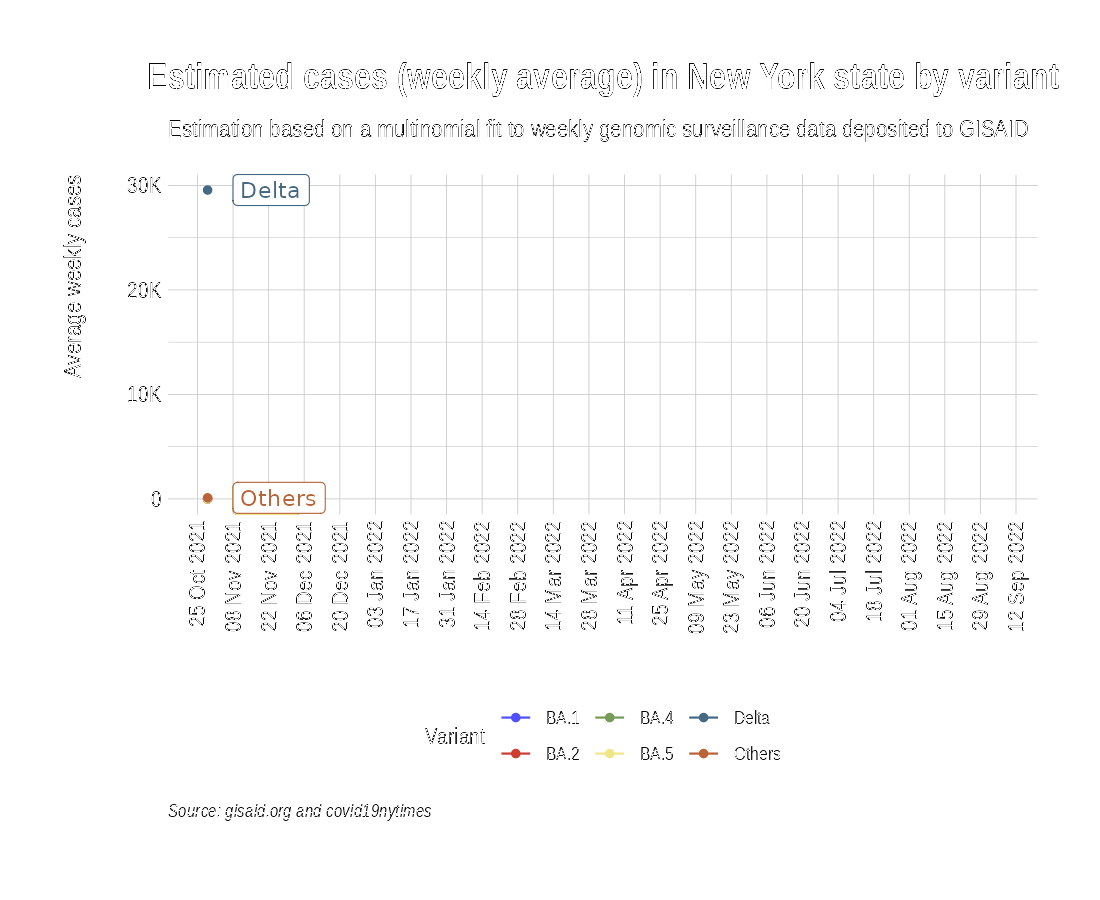 Estimated cases (weekly average) in New York state by variant
Estimation based on a multinomial fit to weekly genomic surveillance data deposited to GISAID
Average weekly cases
30K
20K
10K
0
Delta
Others
25 Oct 2021
08 Nov 2021
22 Nov 2021
06 Dec 2021
20 Dec 2021
03 Jan 2022
17 Jan 2022
31 Jan 2022
14 Feb 2022
28 Feb 2022
14 Mar 2022
28 Mar 2022
11 Apr 2022
25 Apr 2022
09 May 2022
23 May 2022
06 Jun 2022
20 Jun 2022
04 Jul 2022
18 Jul 2022
01 Aug 2022
15 Aug 2022
29 Aug 2022
12 Sep 2022
Variant
BA.1
BA.4
Delta
BA.2
BA.5
Others
Source: gisaid.org and covid19nytimes